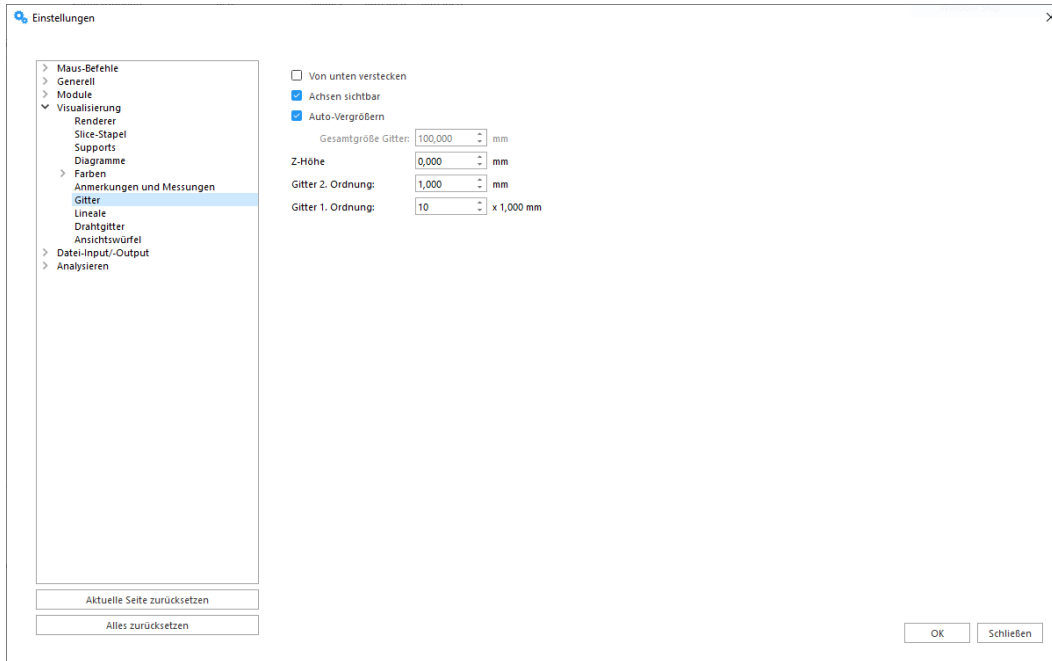 Einstellungen
Maus-Befehle
Generell
Module
Visualisierung
Renderer
Slice-Stapel
Supports
Diagramme
Farben
Anmerkungen und Messungen
Gitter
Lineale
Drahtgitter
Ansichtswürfel
Datei-Input/-Output
Analysieren
Aktuelle Seite zurücksetzen
Alles zurücksetzen
Von unten verstecken
Achsen sichtbar
Auto-Vergrößern
Gesamtgröße Gitter: 100,000 mm
Z-Höhe 0,000 mm
Gitter 2. Ordnung: 1,000 mm
Gitter 1. Ordnung: 10 x 1,000 mm
OK Schließen